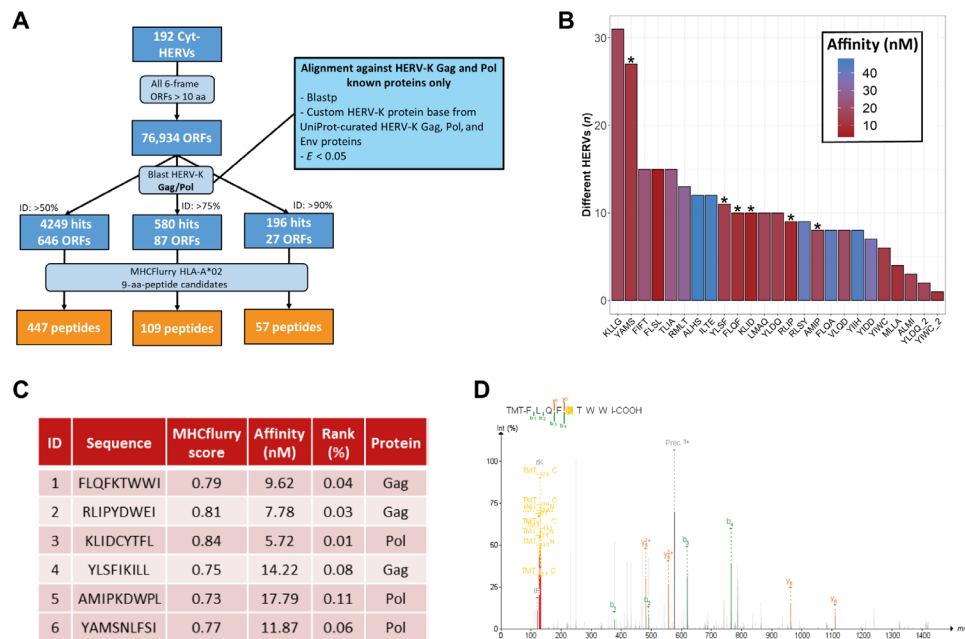 A
192 Cyt-
HERVs
All 6-frame
ORFs > 10 aa
76,934 ORFs
Blast HERV-K
Gag/Pol
Alignment against HERV-K Gag and Pol
known proteins only
- Blastp
- Custom HERV-K protein base from
UniProt-curated HERV-K Gag, Pol, and
Env proteins
- E < 0.05
ID: >50%
ID: >75%
ID: >90%
4249 hits
646 ORFs
580 hits
87 ORFs
196 hits
27 ORFs
MHCFlurry HLA-A*02
9-aa-peptide candidates
447 peptides
109 peptides
57 peptides
B
Different HERVs (n)
30
20
10
0
* * * * * *
Affinity (nM)
40
30
20
10
KLLG YAMS FIFT FLSL TLIA RMLT ALHS ILTE YLSF FLQF KLID LMAQ YLDQ RLIP RLSY AMIP FLQA VLQD YIIH YIDD YIWC MLLA ALMI YLDQ_2 YIWC_2
C
ID Sequence MHCflurry score Affinity (nM) Rank (%) Protein
1 FLQFKTWWI 0.79 9.62 0.04 Gag
2 RLIPYDWEI 0.81 7.78 0.03 Gag
3 KLIDCYTFL 0.84 5.72 0.01 Pol
4 YLSFIKILL 0.75 14.22 0.08 Gag
5 AMIPKDWPL 0.73 17.79 0.11 Pol
6 YAMSNLFSI 0.77 11.87 0.06 Pol
D
TMT-F L Q F T W W I-COOH
Int (%)
100
75
50
25
0
Prec
0 100 200 300 400 500 600 700 800 900 1000 1100 1200 1300 1400